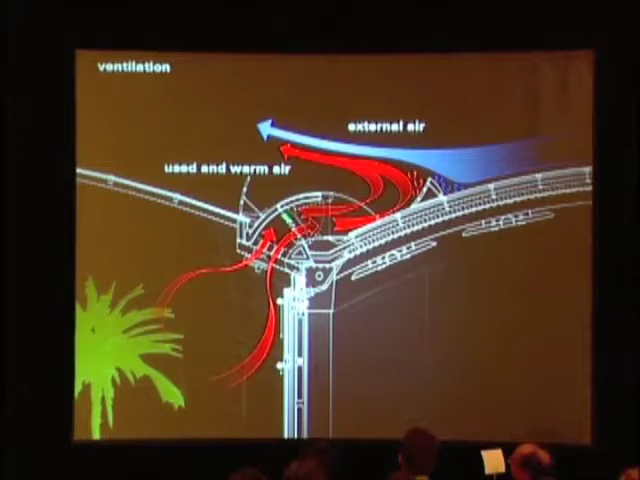 ventilation
external air
used and warm air